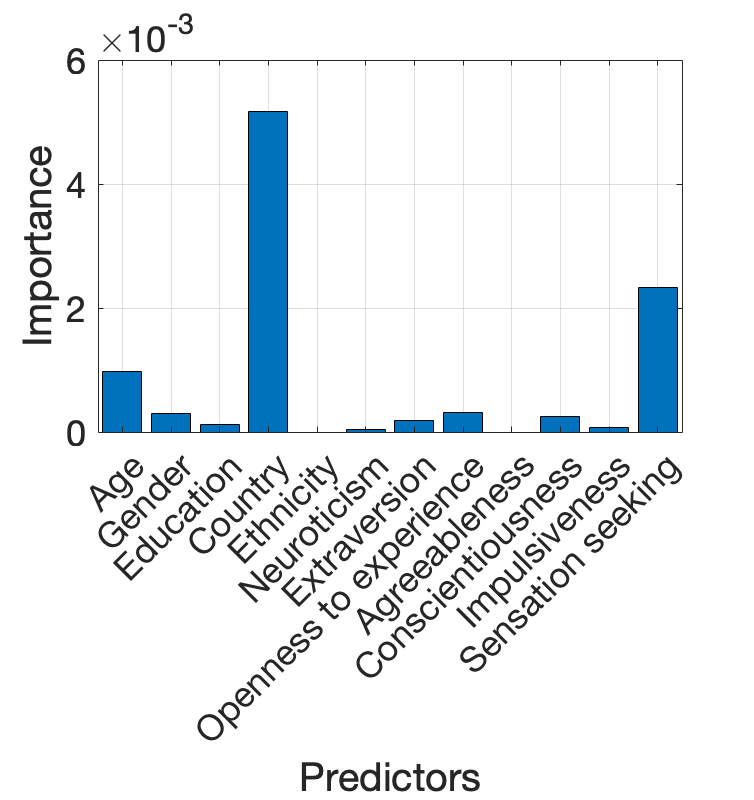 ×10-3
6
4
2
0
Importance
Age
Gender
Education
Country
Ethnicity
Neuroticism
Extraversion
Openness to experience
Agreeableness
Conscientiousness
Impulsiveness
Sensation seeking
Predictors